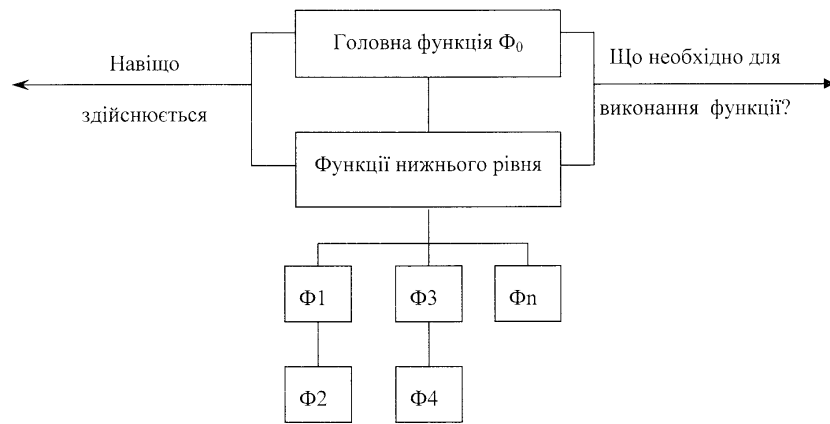 Головна функція Ф₀
Навіщо
здійснюється
Що необхідно для
виконання функції?
Функції нижнього рівня
Ф1
Ф3
Фn
Ф2
Ф4